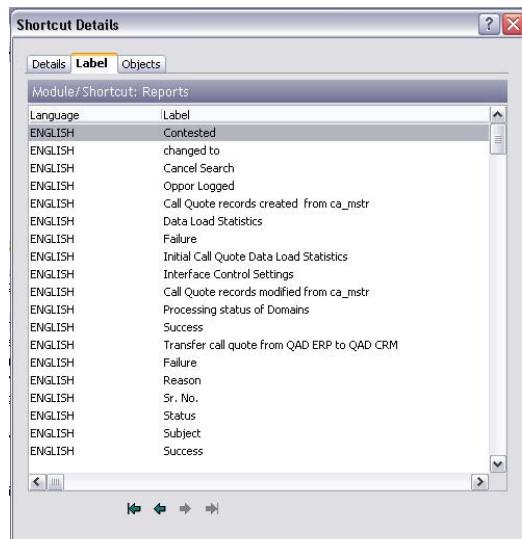 Shortcut Details
Details Label Objects
Module/Shortcut: Reports
Language Label
ENGLISH Contested
ENGLISH changed to
ENGLISH Cancel Search
ENGLISH Oppor Logged
ENGLISH Call Quote records created from ca_mstr
ENGLISH Data Load Statistics
ENGLISH Failure
ENGLISH Initial Call Quote Data Load Statistics
ENGLISH Interface Control Settings
ENGLISH Call Quote records modified from ca_mstr
ENGLISH Processing status of Domains
ENGLISH Success
ENGLISH Transfer call quote from QAD ERP to QAD CRM
ENGLISH Failure
ENGLISH Reason
ENGLISH Sr. No.
ENGLISH Status
ENGLISH Subject
ENGLISH Success